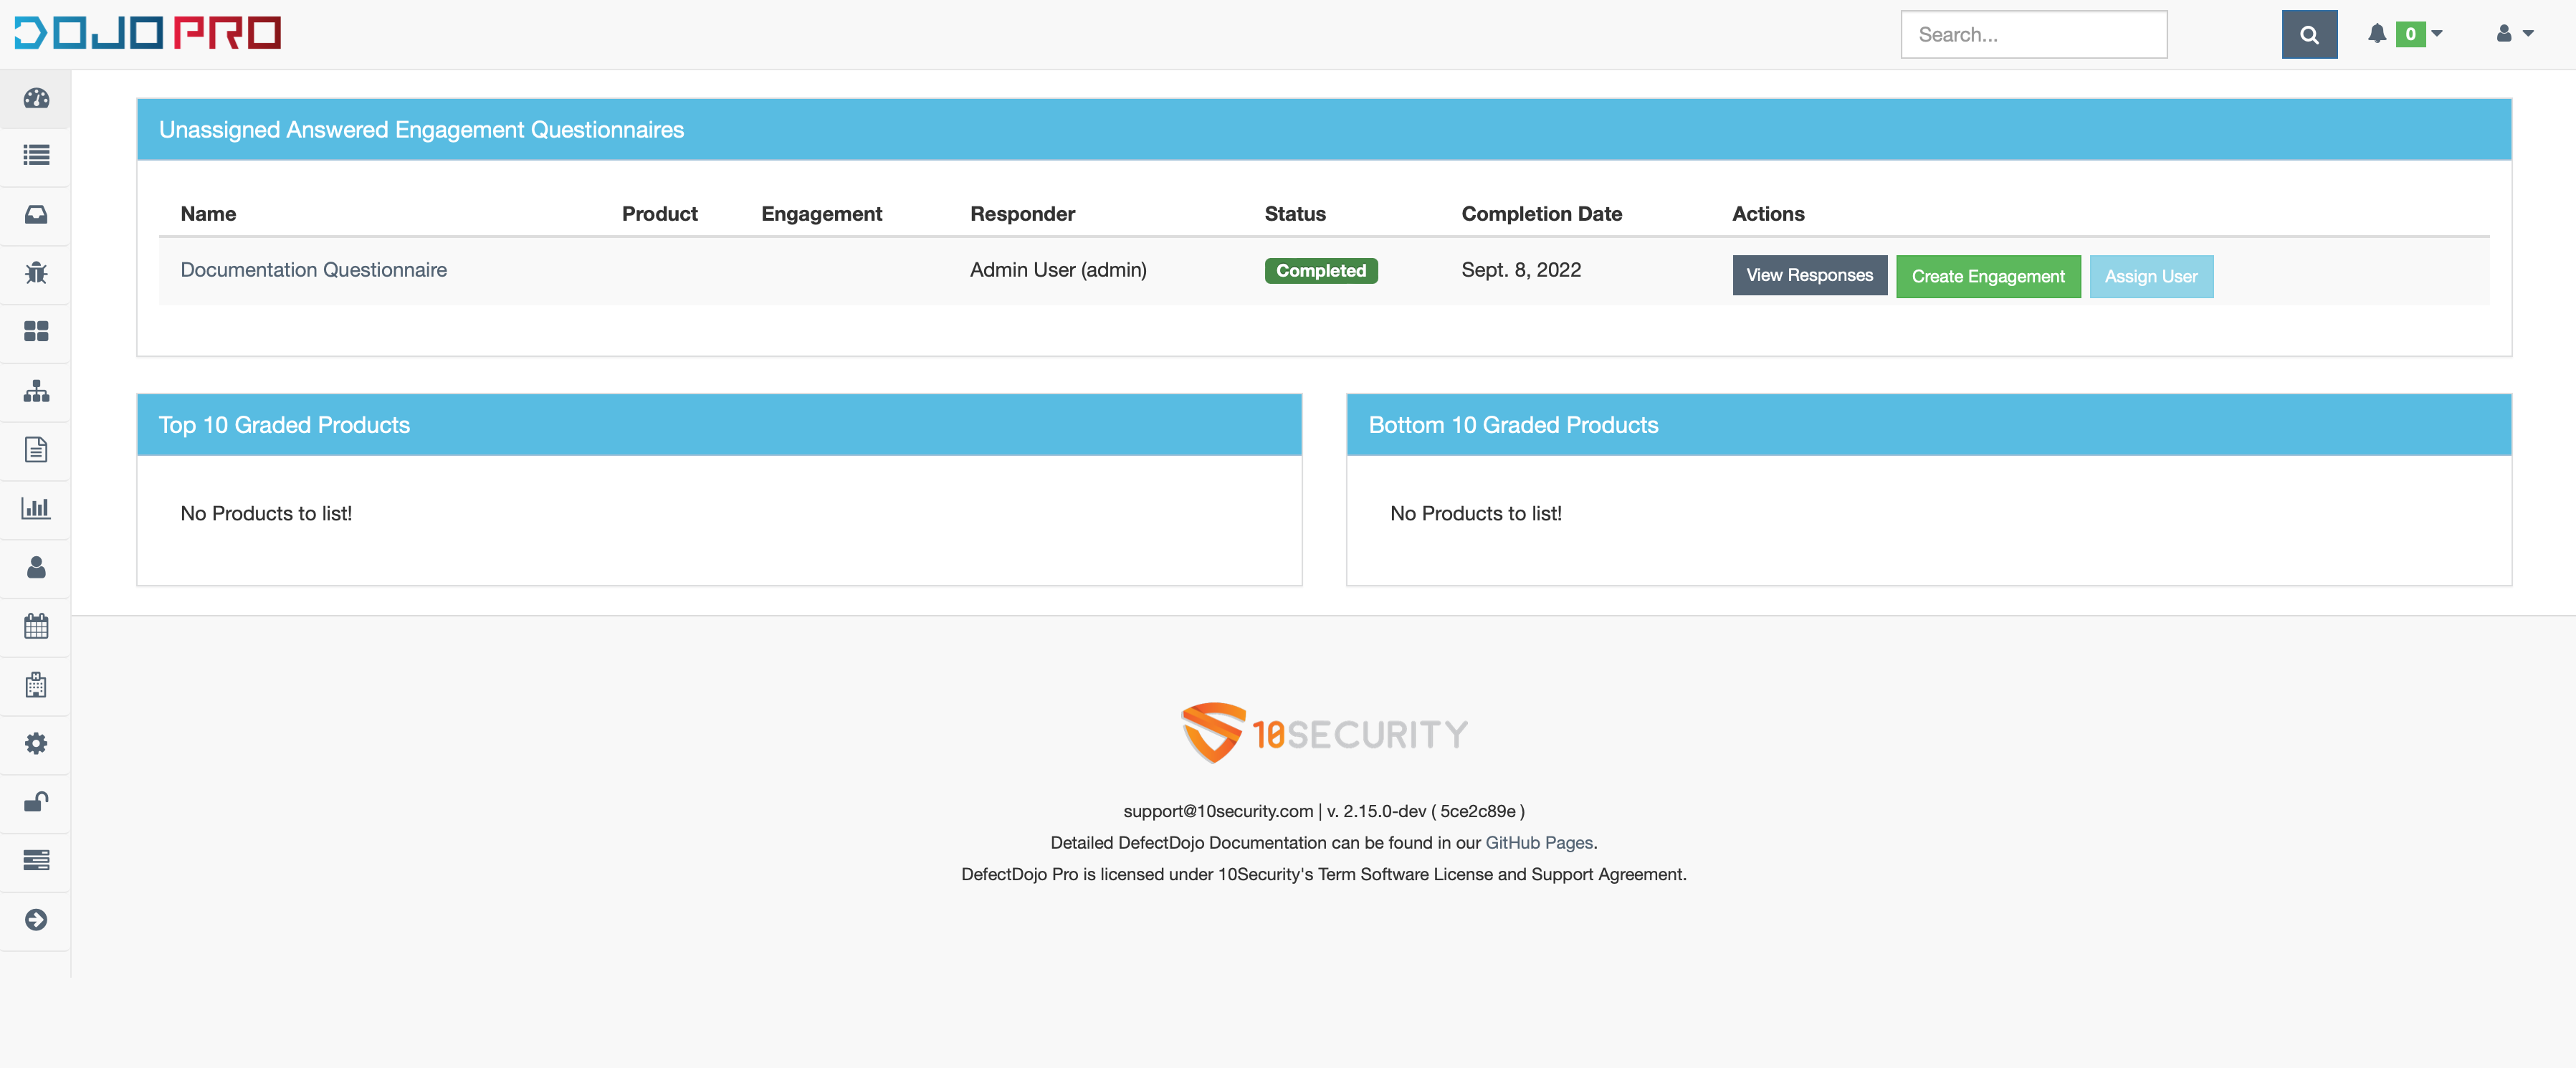 DOJO PRO
Search...
0
Unassigned Answered Engagement Questionnaires
Name Product Engagement Responder Status Completion Date Actions
Documentation Questionnaire Admin User (admin) Completed Sept. 8, 2022 View Responses Create Engagement Assign User
Top 10 Graded Products
No Products to list!
Bottom 10 Graded Products
No Products to list!
10SECURITY
support@10security.com | v. 2.15.0-dev ( 5ce2c89e )
Detailed DefectDojo Documentation can be found in our GitHub Pages.
DefectDojo Pro is licensed under 10Security's Term Software License and Support Agreement.